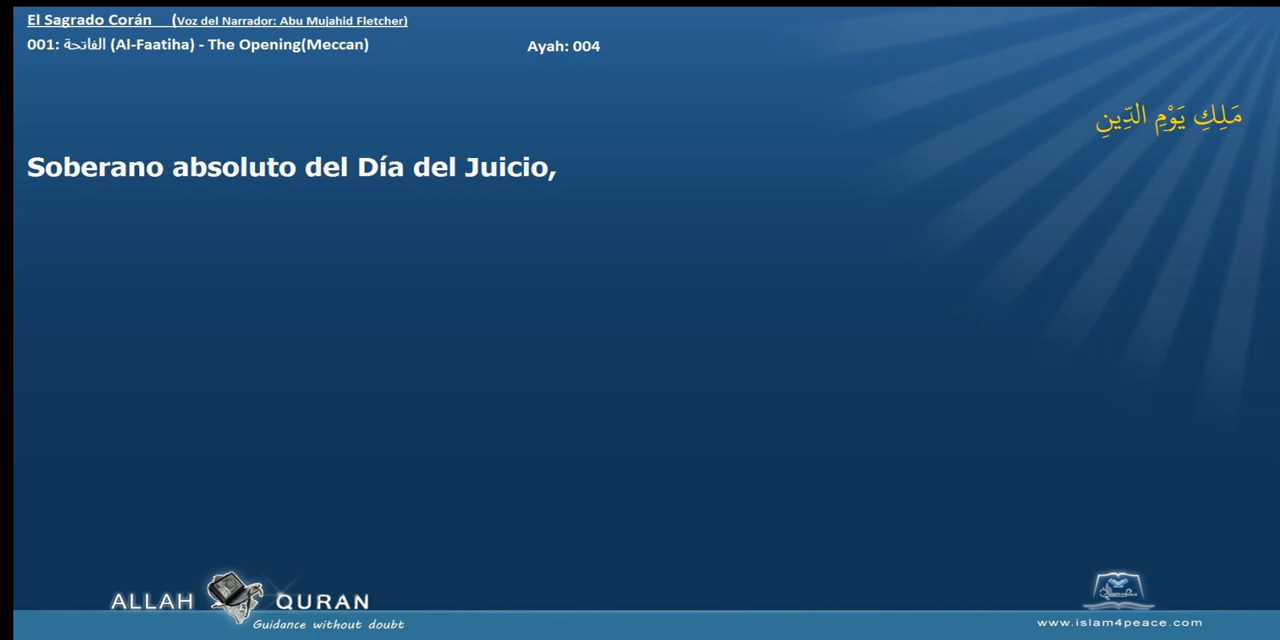 El Sagrado Corán (Voz del Narrador: Abu Mujahid Fletcher)
001: الفاتحة (Al-Faatiha) - The Opening(Meccan) Ayah: 004
مَلِكِ يَوْمِ الدِّينِ
Soberano absoluto del Día del Juicio,
ALLAH QURAN
Guidance without doubt
www.islam4peace.com